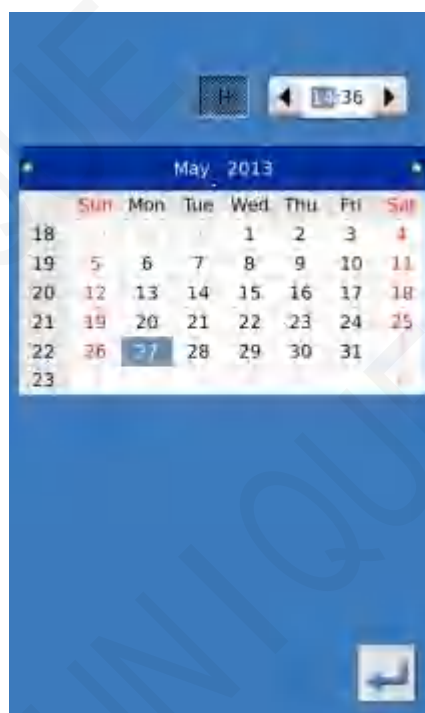 H
14:36
May, 2013
Sun Mon Tue Wed Thu Fri Sat
18 1 2 3 4
19 5 6 7 8 9 10 11
20 12 13 14 15 16 17 18
21 19 20 21 22 23 24 25
22 26 27 28 29 30 31
23
UNIQUE